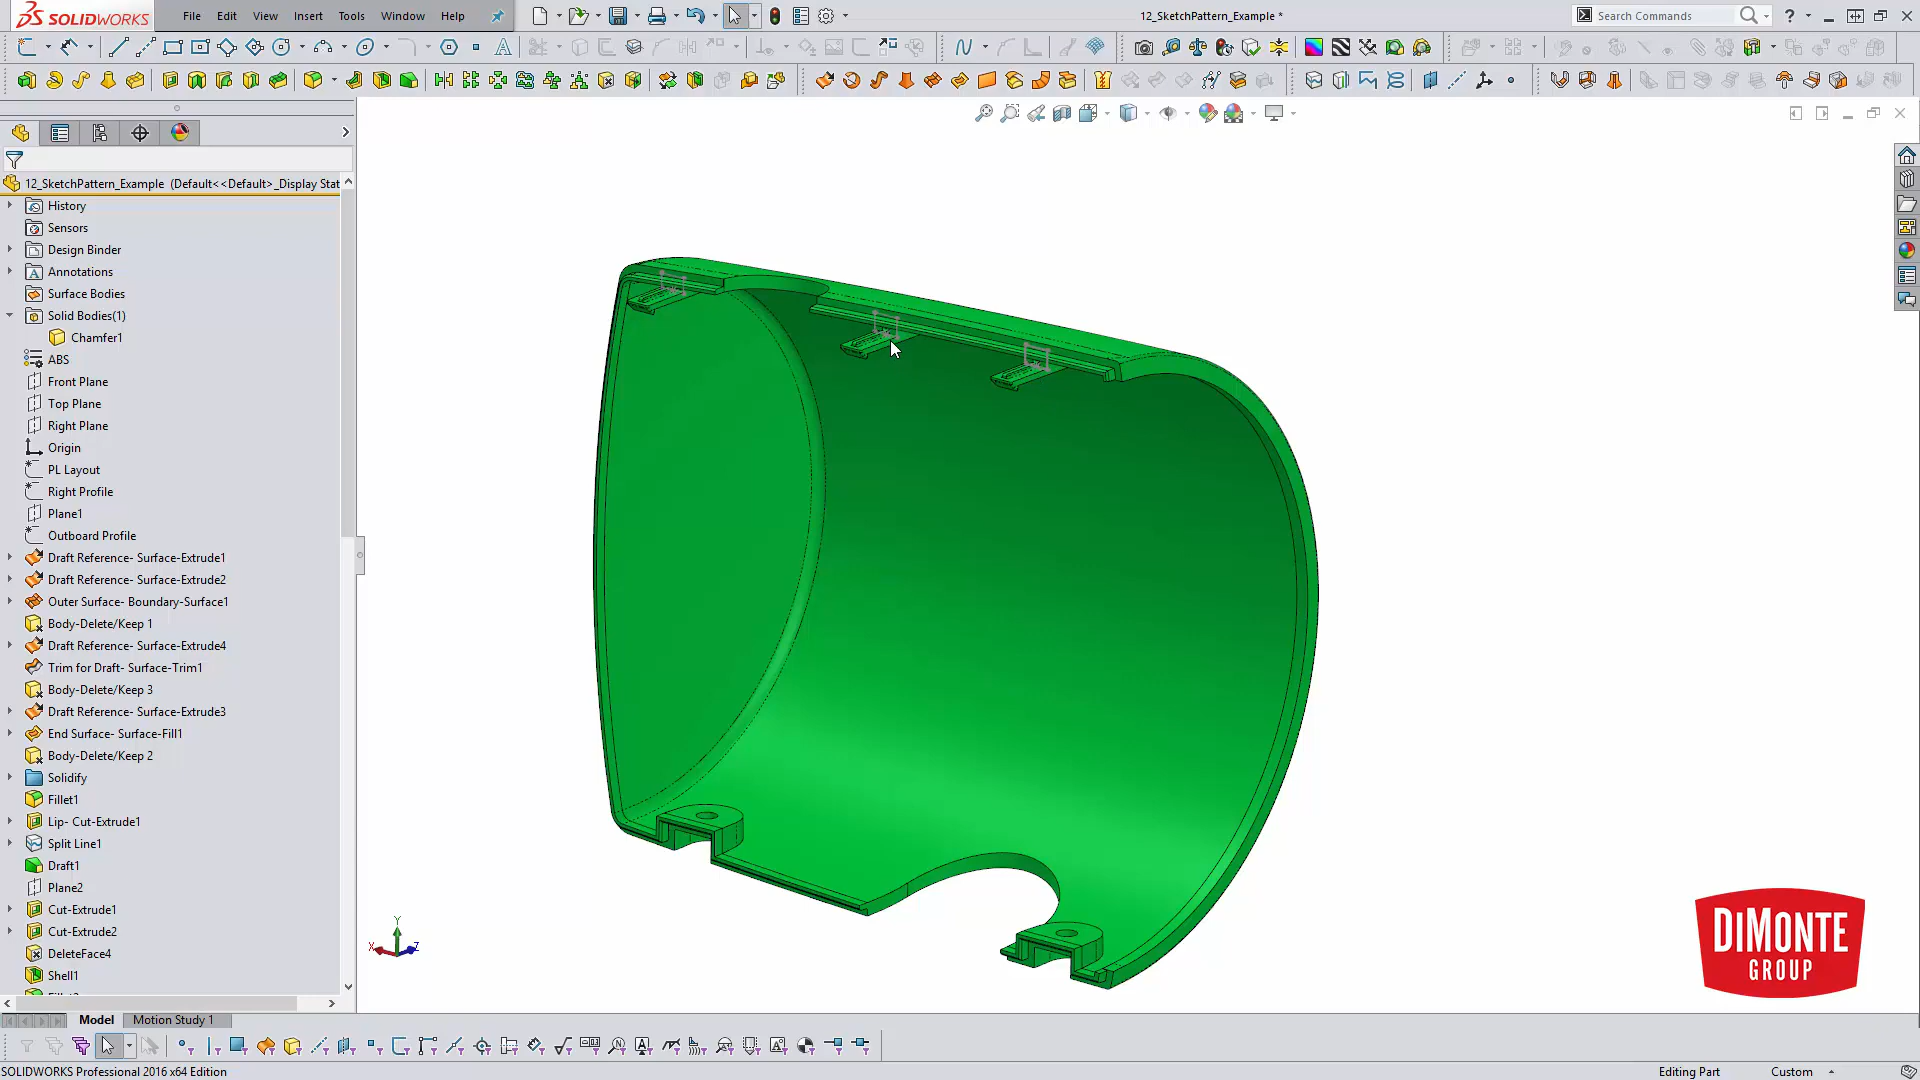 SOLIDWORKS
File Edit View Insert Tools Window Help
12_SketchPattern_Example *
Search Commands
12_SketchPattern_Example (Default<<Default>_Display Stat
History
Sensors
Design Binder
Annotations
Surface Bodies
Solid Bodies(1)
Chamfer1
ABS
Front Plane
Top Plane
Right Plane
Origin
PL Layout
Right Profile
Plane1
Outboard Profile
Draft Reference- Surface-Extrude1
Draft Reference- Surface-Extrude2
Outer Surface- Boundary-Surface1
Body-Delete/Keep 1
Draft Reference- Surface-Extrude4
Trim for Draft- Surface-Trim1
Body-Delete/Keep 3
Draft Reference- Surface-Extrude3
End Surface- Surface-Fill1
Body-Delete/Keep 2
Solidify
Fillet1
Lip- Cut-Extrude1
Split Line1
Draft1
Plane2
Cut-Extrude1
Cut-Extrude2
DeleteFace4
Shell1
Y
X
Z
DIMONTE
GROUP
Model Motion Study 1
SOLIDWORKS Professional 2016 x64 Edition
Editing Part
Custom